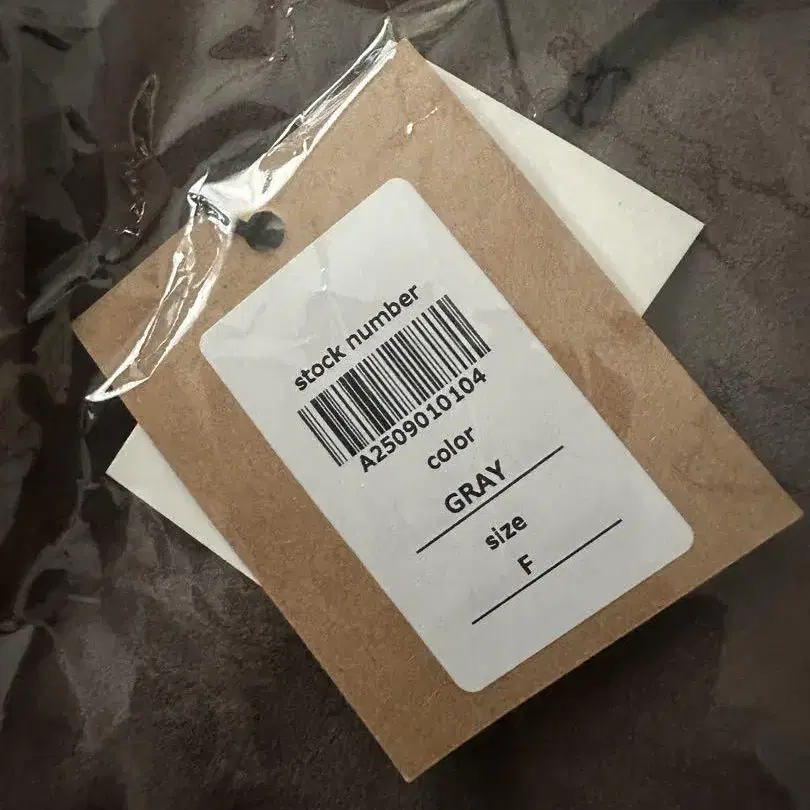 stock number
A2509010104
color
GRAY
size
F